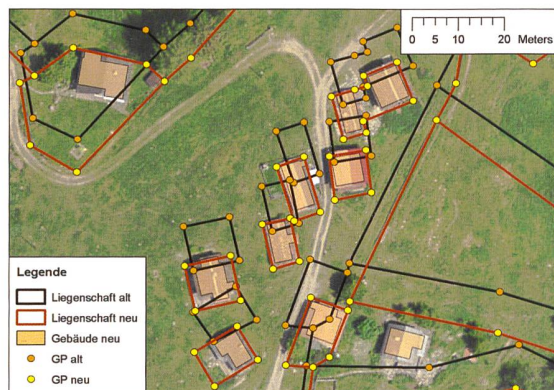 0 5 10 20
Meters
Legende
Liegenschaft alt
Liegenschaft neu
Gebäude neu
GP alt
GP neu